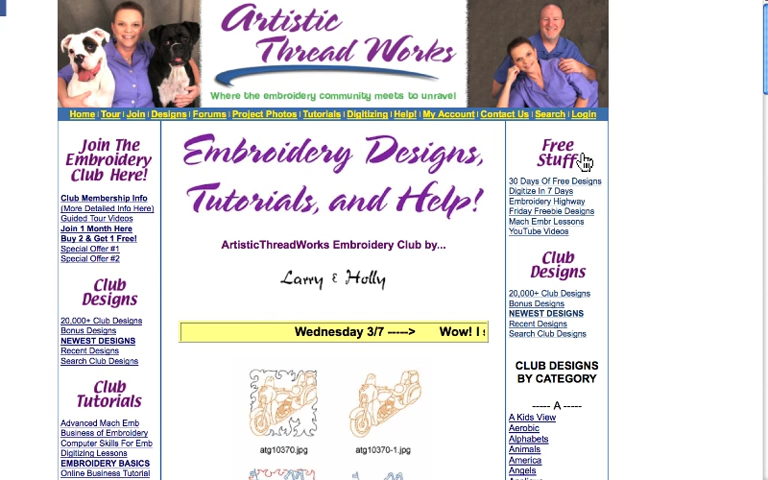 Artistic
Thread Works
Where the embroidery community meets to unravel
Home | Tour | Join | Designs | Forums | Project Photos | Tutorials | Digitizing | Help! | My Account | Contact Us | Search | Login
Join The
Embroidery
Club Here!
Club Membership Info
(More Detailed Info Here)
Guided Tour Videos
Join 1 Month Here
Buy 2 & Get 1 Free!
Special Offer #1
Special Offer #2
Club
Designs
20,000+ Club Designs
Bonus Designs
NEWEST DESIGNS
Recent Designs
Search Club Designs
Club
Tutorials
Advanced Mach Emb
Business of Embroidery
Computer Skills For Emb
Digitizing Lessons
EMBROIDERY BASICS
Online Business Tutorial
Embroidery Designs,
Tutorials, and Help!
ArtisticThreadWorks Embroidery Club by...
Larry & Holly
Wednesday 3/7 -----> Wow! I
atg10370.jpg
atg10370-1.jpg
Free
Stuff
30 Days Of Free Designs
Digitize In 7 Days
Embroidery Highway
Friday Freebie Designs
Mach Embr Lessons
YouTube Videos
Club
Designs
20,000+ Club Designs
Bonus Designs
NEWEST DESIGNS
Recent Designs
Search Club Designs
CLUB DESIGNS
BY CATEGORY
----- A -----
A Kids View
Aerobic
Alphabets
Animals
America
Angels